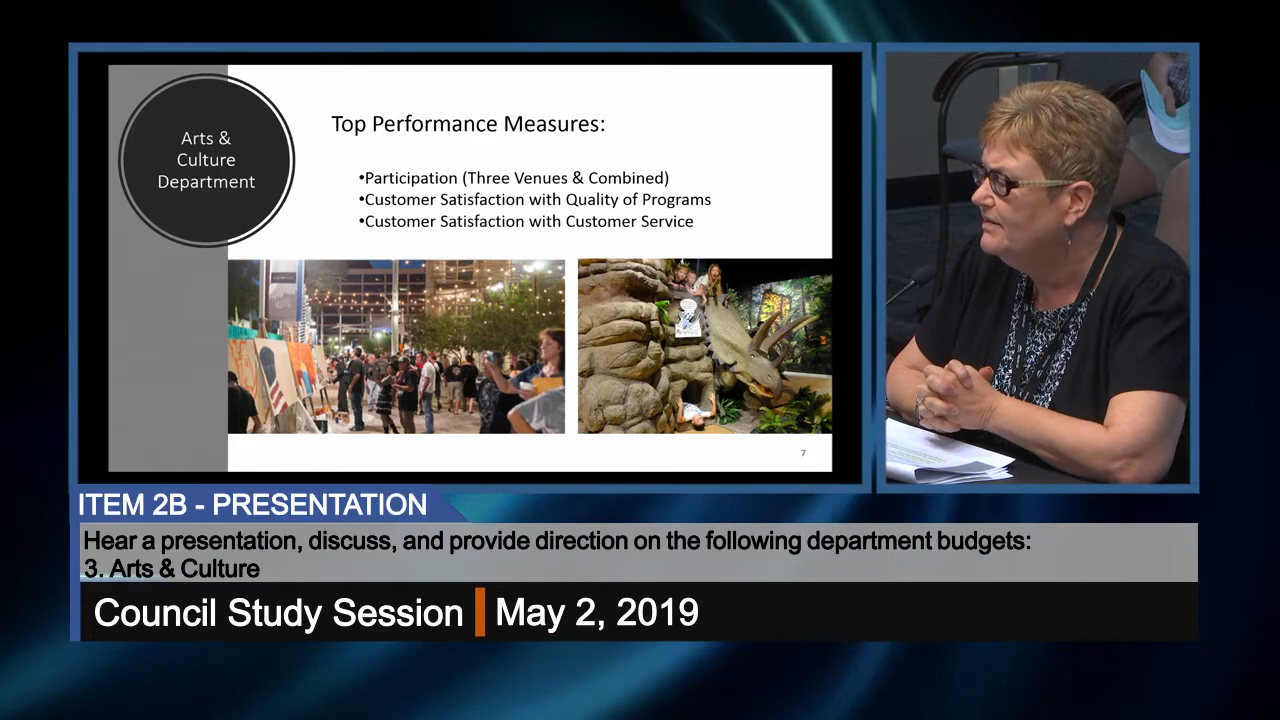 Arts &
Culture
Department
Top Performance Measures:
•Participation (Three Venues & Combined)
•Customer Satisfaction with Quality of Programs
•Customer Satisfaction with Customer Service
7
ITEM 2B - PRESENTATION
Hear a presentation, discuss, and provide direction on the following department budgets:
3. Arts & Culture
Council Study Session
May 2, 2019